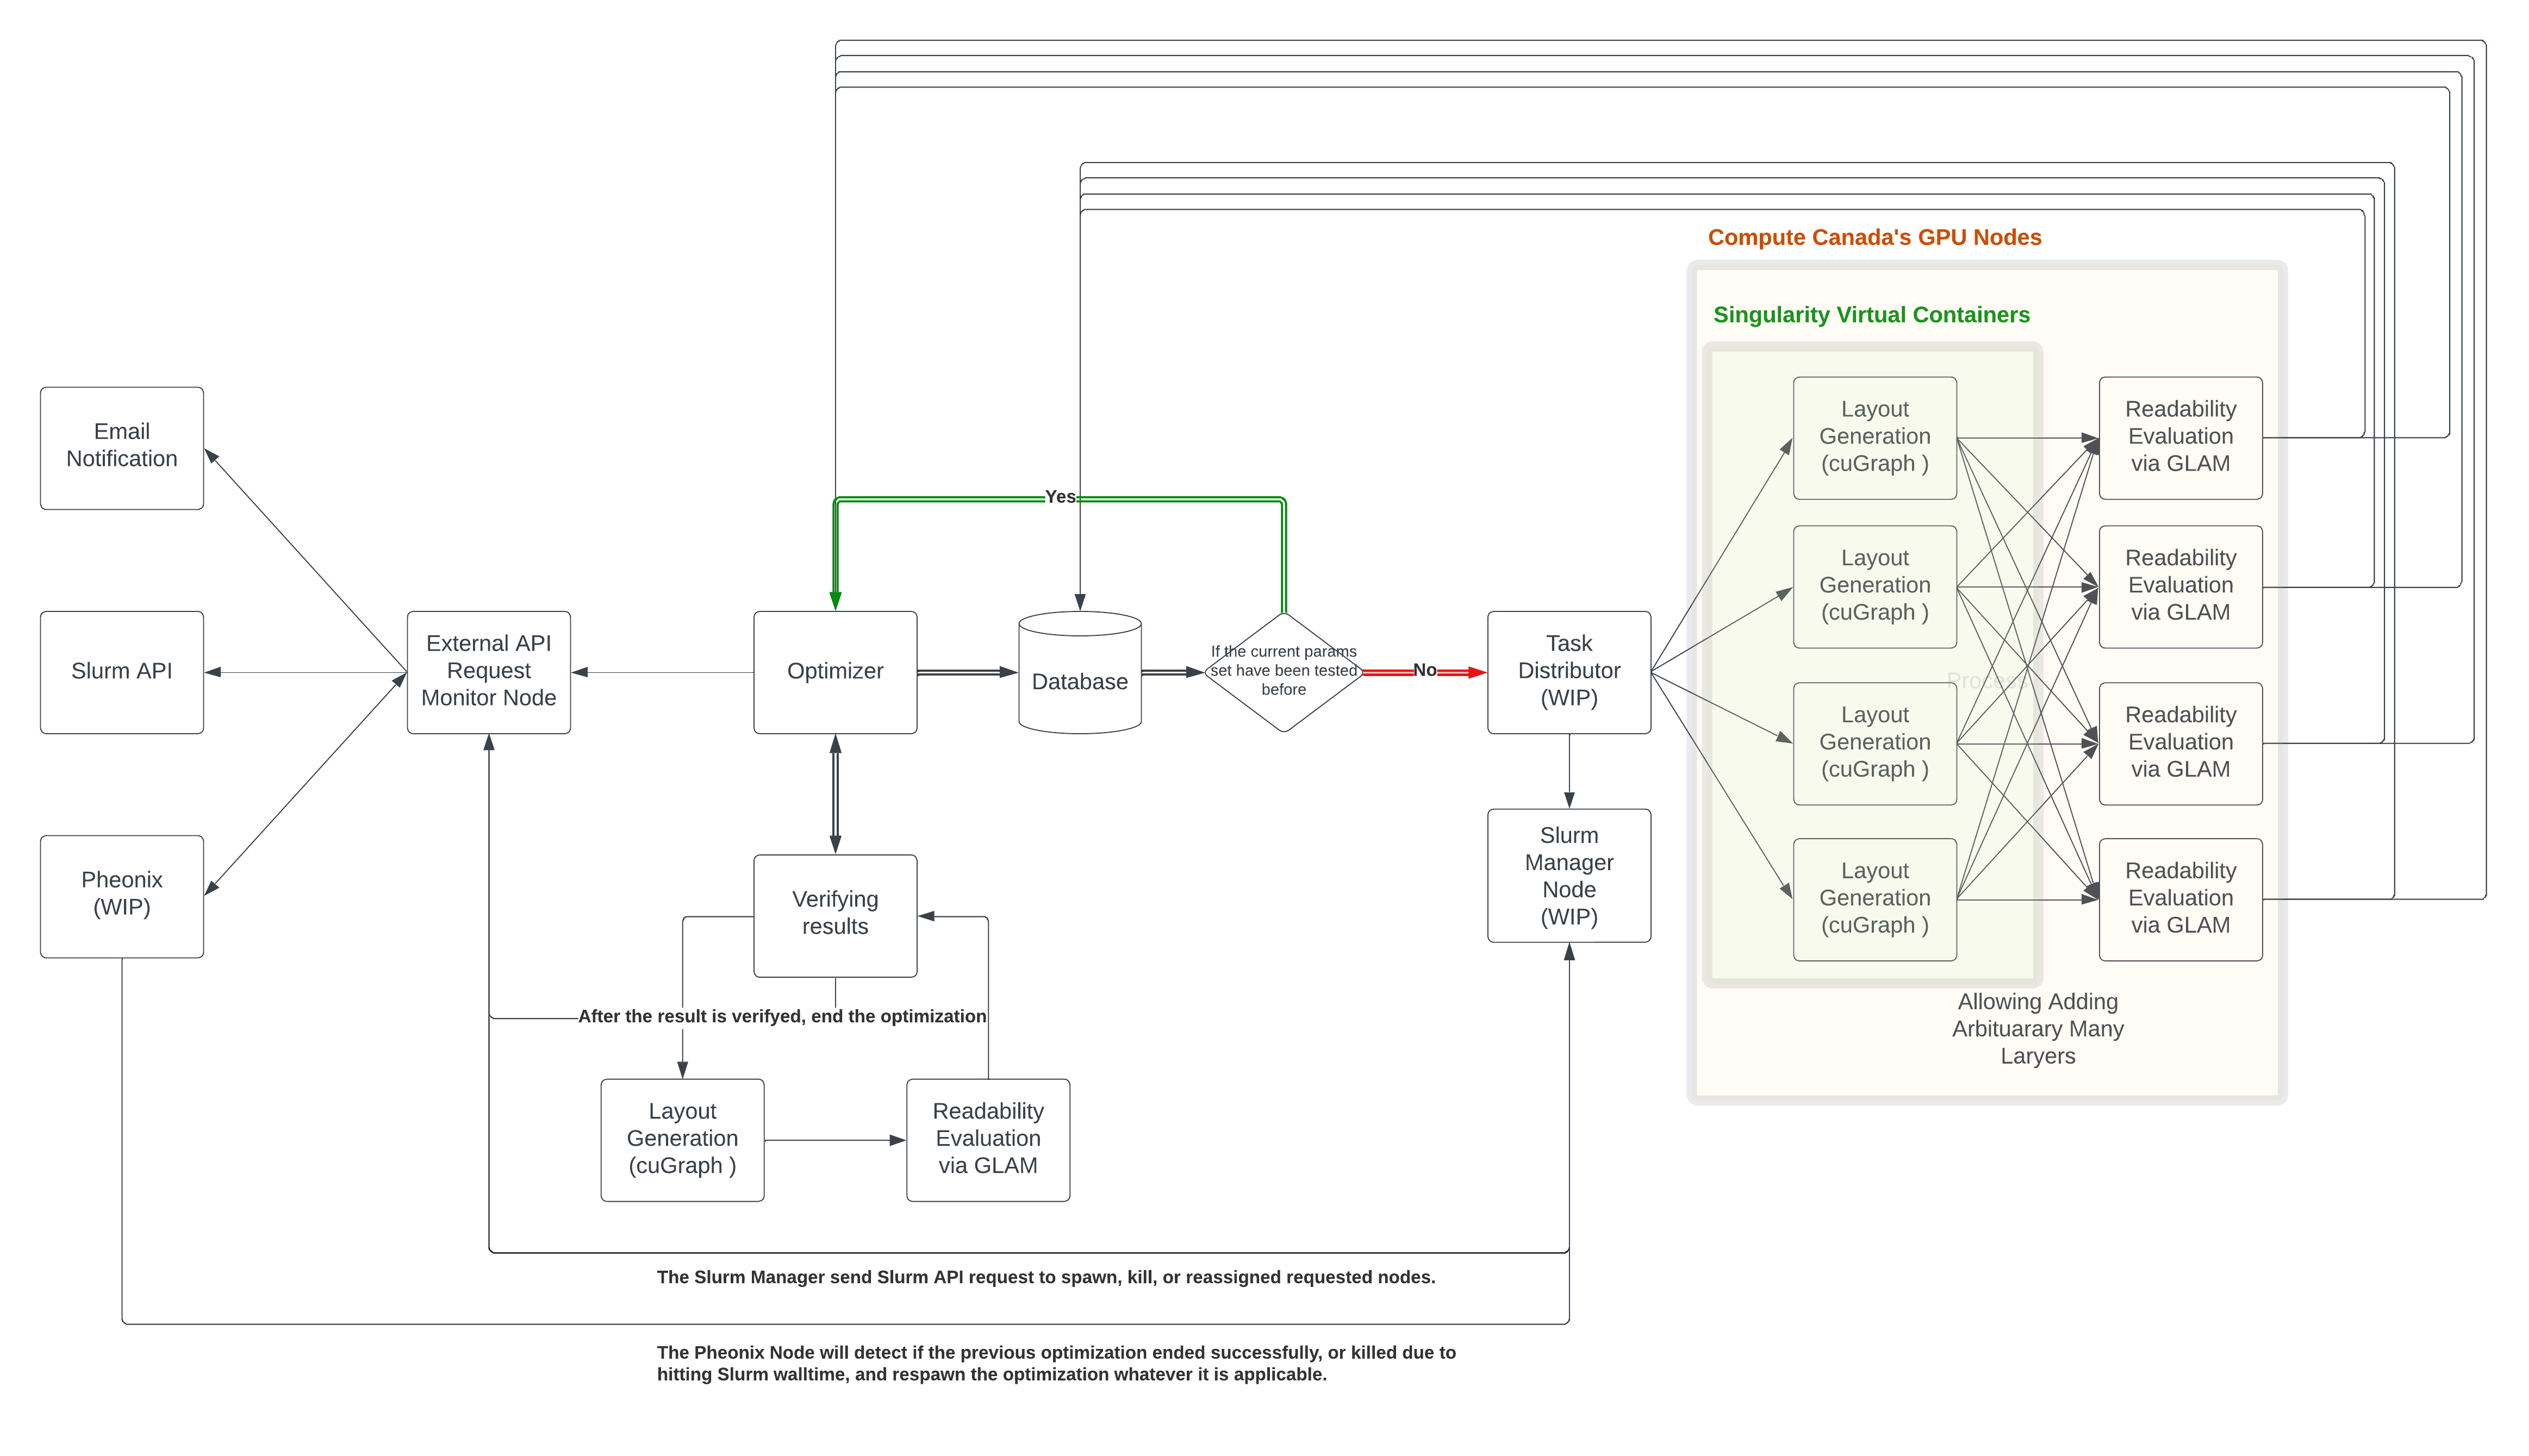 Compute Canada's GPU Nodes
Singularity Virtual Containers
Email
Notification
Slurm API
Pheonix
(WIP)
External API
Request
Monitor Node
Optimizer
Yes
Database
If the current params
set have been tested
before
No
Task
Distributor
(WIP)
Slurm
Manager
Node
(WIP)
Layout
Generation
(cuGraph )
Readability
Evaluation
via GLAM
Layout
Generation
(cuGraph )
Readability
Evaluation
via GLAM
Process
Layout
Generation
(cuGraph )
Readability
Evaluation
via GLAM
Layout
Generation
(cuGraph )
Readability
Evaluation
via GLAM
Allowing Adding
Arbituarary Many
Laryers
Verifying
results
After the result is verifyed, end the optimization
Layout
Generation
(cuGraph )
Readability
Evaluation
via GLAM
The Slurm Manager send Slurm API request to spawn, kill, or reassigned requested nodes.
The Pheonix Node will detect if the previous optimization ended successfully, or killed due to
hitting Slurm walltime, and respawn the optimization whatever it is applicable.